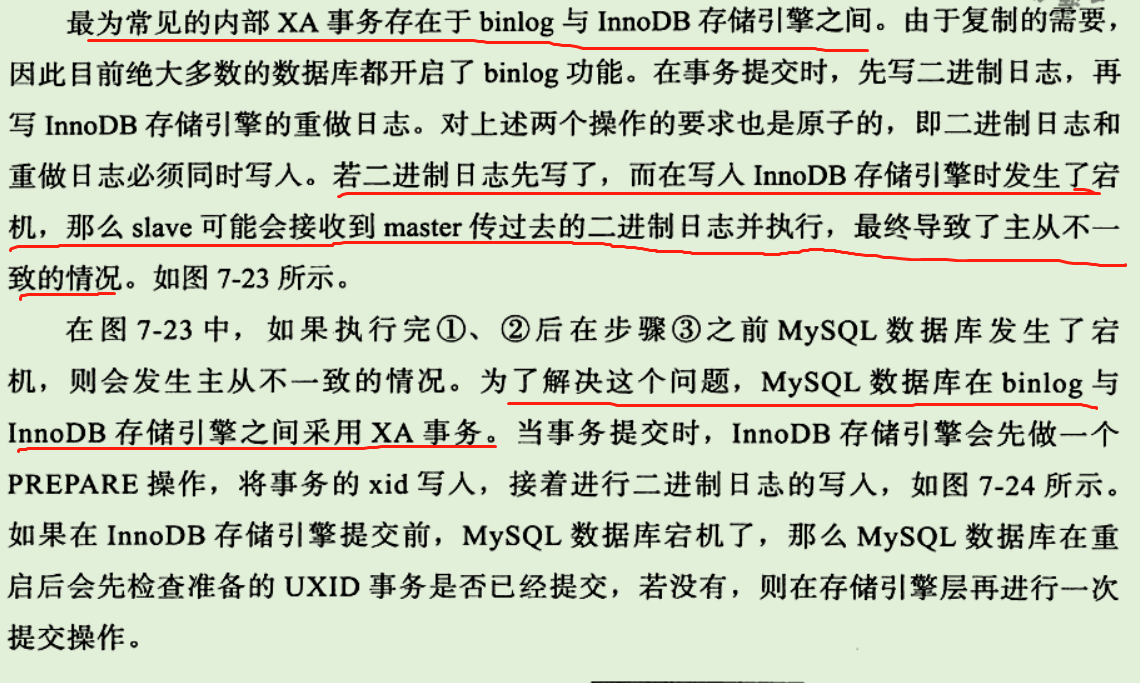 最为常见的内部 XA 事务存在于 binlog 与 InnoDB 存储引擎之间。由于复制的需要，
因此目前绝大多数的数据库都开启了 binlog 功能。在事务提交时，先写二进制日志，再
写 InnoDB 存储引擎的重做日志。对上述两个操作的要求也是原子的，即二进制日志和
重做日志必须同时写入。若二进制日志先写了，而在写入 InnoDB 存储引擎时发生了宕
机，那么 slave 可能会接收到 master 传过去的二进制日志并执行，最终导致了主从不一
致的情况。如图 7-23 所示。
在图 7-23 中，如果执行完①、②后在步骤③之前 MySQL 数据库发生了宕
机，则会发生主从不一致的情况。为了解决这个问题，MySQL 数据库在 binlog 与
InnoDB 存储引擎之间采用 XA 事务。当事务提交时，InnoDB 存储引擎会先做一个
PREPARE 操作，将事务的 xid 写入，接着进行二进制日志的写入，如图 7-24 所示。
如果在 InnoDB 存储引擎提交前，MySQL 数据库宕机了，那么 MySQL 数据库在重
启后会先检查准备的 UXID 事务是否已经提交，若没有，则在存储引擎层再进行一次
提交操作。